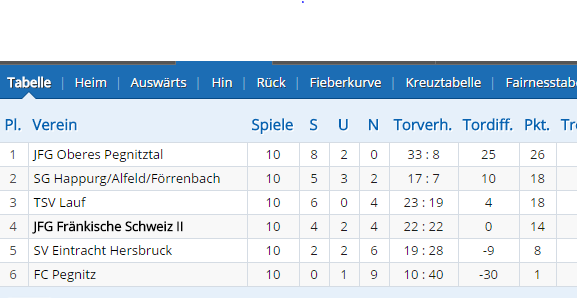 Tabelle | Heim | Auswärts | Hin | Rück | Fieberkurve | Kreuztabelle | Fairnesstabe
Pl. Verein Spiele S U N Torverh. Tordiff. Pkt. Tre
1 JFG Oberes Pegnitztal 10 8 2 0 33 : 8 25 26
2 SG Happurg/Alfeld/Förrenbach 10 5 3 2 17 : 7 10 18
3 TSV Lauf 10 6 0 4 23 : 19 4 18
4 JFG Fränkische Schweiz II 10 4 2 4 22 : 22 0 14
5 SV Eintracht Hersbruck 10 2 2 6 19 : 28 -9 8
6 FC Pegnitz 10 0 1 9 10 : 40 -30 1